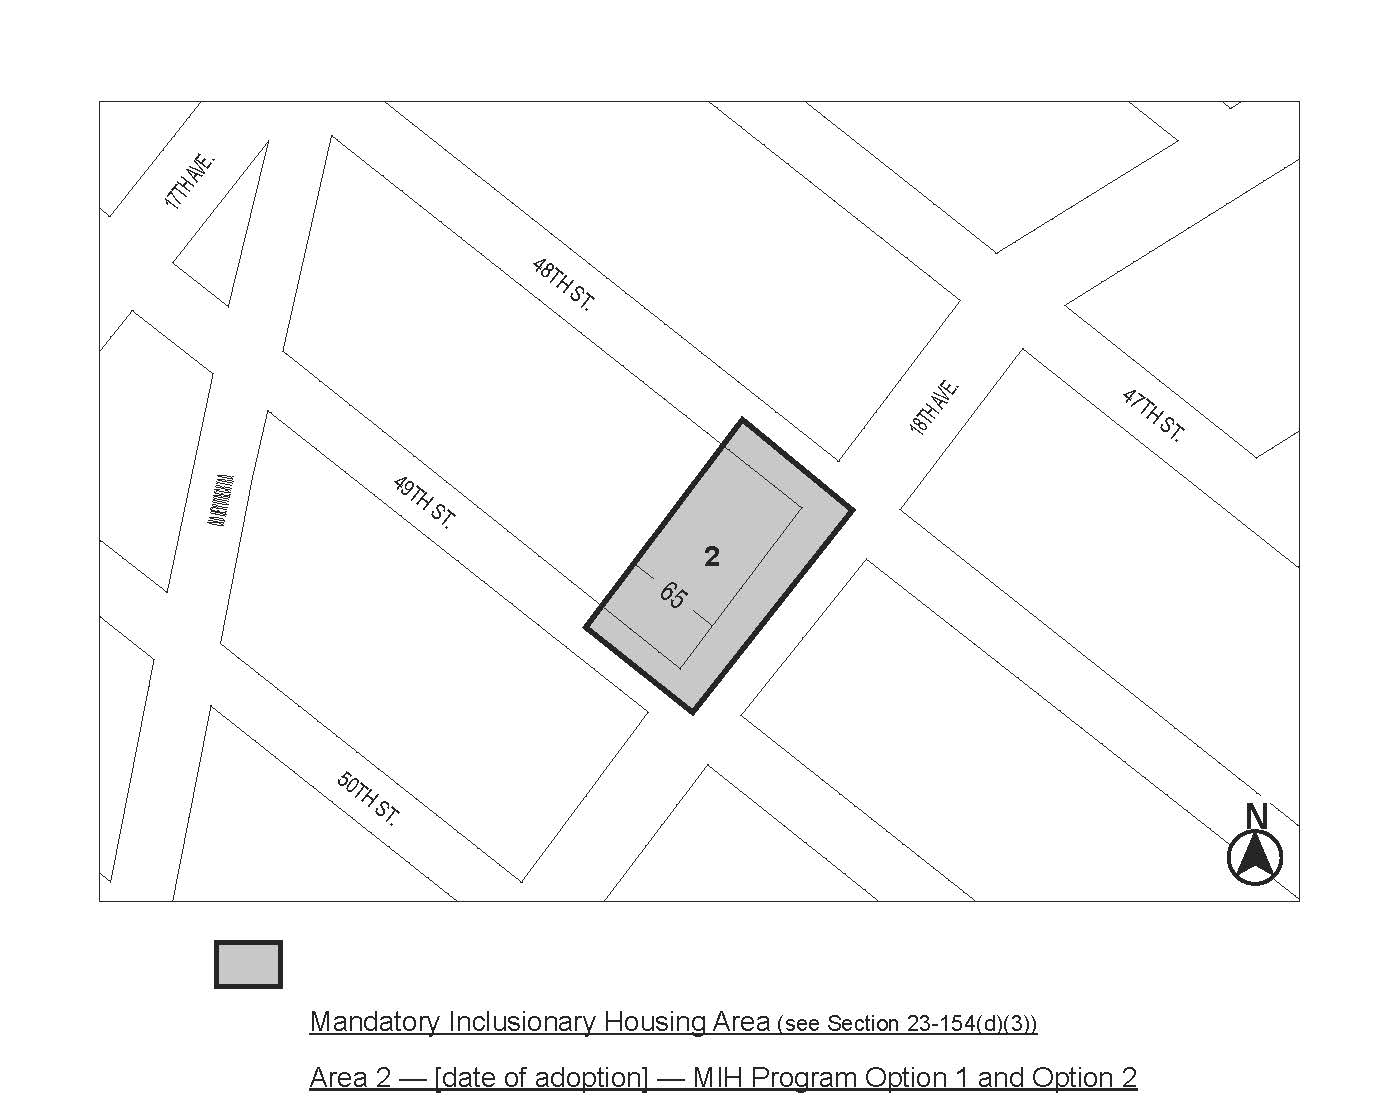 17TH AVE.
48TH ST.
18TH AVE.
47TH ST.
49TH ST.
2
65
50TH ST.
N
Mandatory Inclusionary Housing Area (see Section 23-154(d)(3))
Area 2 — [date of adoption] — MIH Program Option 1 and Option 2